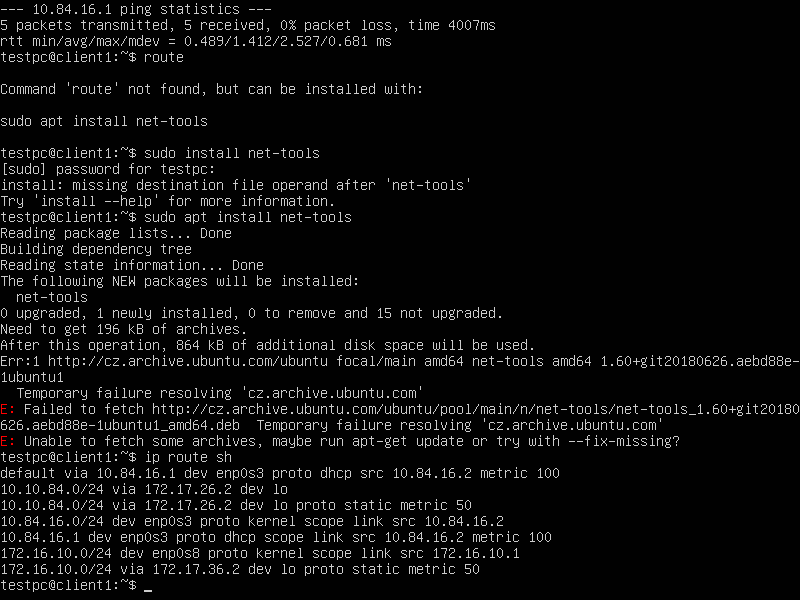 --- 10.84.16.1 ping statistics ---
5 packets transmitted, 5 received, 0% packet loss, time 4007ms
rtt min/avg/max/mdev = 0.489/1.412/2.527/0.681 ms
testpc@client1:~$ route

Command 'route' not found, but can be installed with:

sudo apt install net-tools

testpc@client1:~$ sudo install net-tools
[sudo] password for testpc:
install: missing destination file operand after 'net-tools'
Try 'install --help' for more information.
testpc@client1:~$ sudo apt install net-tools
Reading package lists... Done
Building dependency tree
Reading state information... Done
The following NEW packages will be installed:
  net-tools
0 upgraded, 1 newly installed, 0 to remove and 15 not upgraded.
Need to get 196 kB of archives.
After this operation, 864 kB of additional disk space will be used.
Err:1 http://cz.archive.ubuntu.com/ubuntu focal/main amd64 net-tools amd64 1.60+git20180626.aebd88e-
1ubuntu1
  Temporary failure resolving 'cz.archive.ubuntu.com'
E: Failed to fetch http://cz.archive.ubuntu.com/ubuntu/pool/main/n/net-tools/net-tools_1.60+git20180
626.aebd88e-1ubuntu1_amd64.deb  Temporary failure resolving 'cz.archive.ubuntu.com'
E: Unable to fetch some archives, maybe run apt-get update or try with --fix-missing?
testpc@client1:~$ ip route sh
default via 10.84.16.1 dev enp0s3 proto dhcp src 10.84.16.2 metric 100
10.10.84.0/24 via 172.17.26.2 dev lo
10.10.84.0/24 via 172.17.26.2 dev lo proto static metric 50
10.84.16.0/24 dev enp0s3 proto kernel scope link src 10.84.16.2
10.84.16.1 dev enp0s3 proto dhcp scope link src 10.84.16.2 metric 100
172.16.10.0/24 dev enp0s8 proto kernel scope link src 172.16.10.1
172.16.10.0/24 via 172.17.36.2 dev lo proto static metric 50
testpc@client1:~$ _